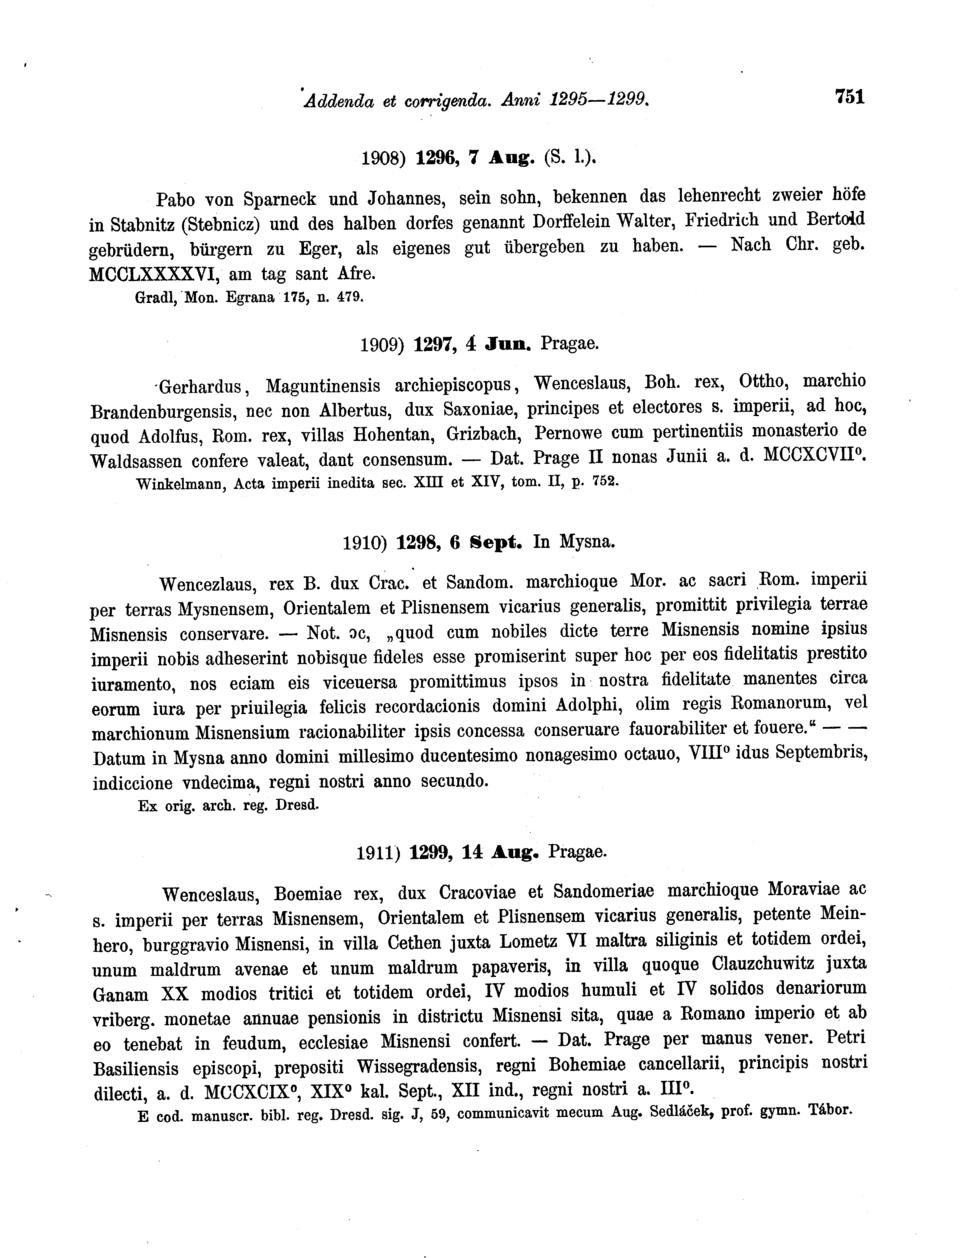 Addenda et corrigenda. Anni 1295—1299. 751
1908) 1296, 7 Aug. (S. l.).
Pabo von Sparneck und Johannes, sein sohn, bekennen das lehenrecht zweier höfe
in Stabnitz (Stebnicz) und des halben dorfes genannt Dorffelein Walter, Friedrich und Bertold
gebrüdern, bürgern zu Eger, als eigenes gut übergeben zu haben. — Nach Chr. geb.
MCCLXXXXVI, am tag sant Afre.
Gradl, Mon. Egrana 175, n. 479.
1909) 1297, 4 Jun. Pragae.
Gerhardus, Maguntinensis archiepiscopus, Wenceslaus, Boh. rex, Ottho, marchio
Brandenburgensis, nec non Albertus, dux Saxoniae, principes et electores s. imperii, ad hoc,
quod Adolfus, Rom. rex, villas Hohentan, Grizbach, Pernowe cum pertinentiis monasterio de
Waldsassen confere valeat, dant consensum. — Dat. Prage II nonas Junii a. d. MCCXCVIIº.
Winkelmann, Acta imperii inedita sec. XIII et XIV, tom. II, p. 752.
1910) 1298, 6 Sept. In Mysna.
Wencezlaus, rex B. dux Crac. et Sandom. marchioque Mor. ac sacri Rom. imperii
per terras Mysnensem, Orientalem et Plisnensem vicarius generalis, promittit privilegia terrae
Misnensis conservare. — Not. ɔc, „quod cum nobiles dicte terre Misnensis nomine ipsius
imperii nobis adheserint nobisque fideles esse promiserint super hoc per eos fidelitatis prestito
iuramento, nos eciam eis viceuersa promittimus ipsos in nostra fidelitate manentes circa
eorum iura per priuilegia felicis recordacionis domini Adolphi, olim regis Romanorum, vel
marchionum Misnensium racionabiliter ipsis concessa conseruare fauorabiliter et fouere.“ — —
Datum in Mysna anno domini millesimo ducentesimo nonagesimo octauo, VIIIº idus Septembris,
indiccione vndecima, regni nostri anno secundo.
Ex orig. arch. reg. Dresd.
1911) 1299, 14 Aug. Pragae.
Wenceslaus, Boemiae rex, dux Cracoviae et Sandomeriae marchioque Moraviae ac
s. imperii per terras Misnensem, Orientalem et Plisnensem vicarius generalis, petente Mein-
hero, burggravio Misnensi, in villa Cethen juxta Lometz VI maltra siliginis et totidem ordei,
unum maldrum avenae et unum maldrum papaveris, in villa quoque Clauzchuwitz juxta
Ganam XX modios tritici et totidem ordei, IV modios humuli et IV solidos denariorum
vriberg. monetae annuae pensionis in districtu Misnensi sita, quae a Romano imperio et ab
eo tenebat in feudum, ecclesiae Misnensi confert. — Dat. Prage per manus vener. Petri
Basiliensis episcopi, prepositi Wissegradensis, regni Bohemiae cancellarii, principis nostri
dilecti, a. d. MCCXCIXº, XIXº kal. Sept., XII ind., regni nostri a. IIIº.
E cod. manuscr. bibl. reg. Dresd. sig. J, 59, communicavit mecum Aug. Sedláček, prof. gymn. Tábor.